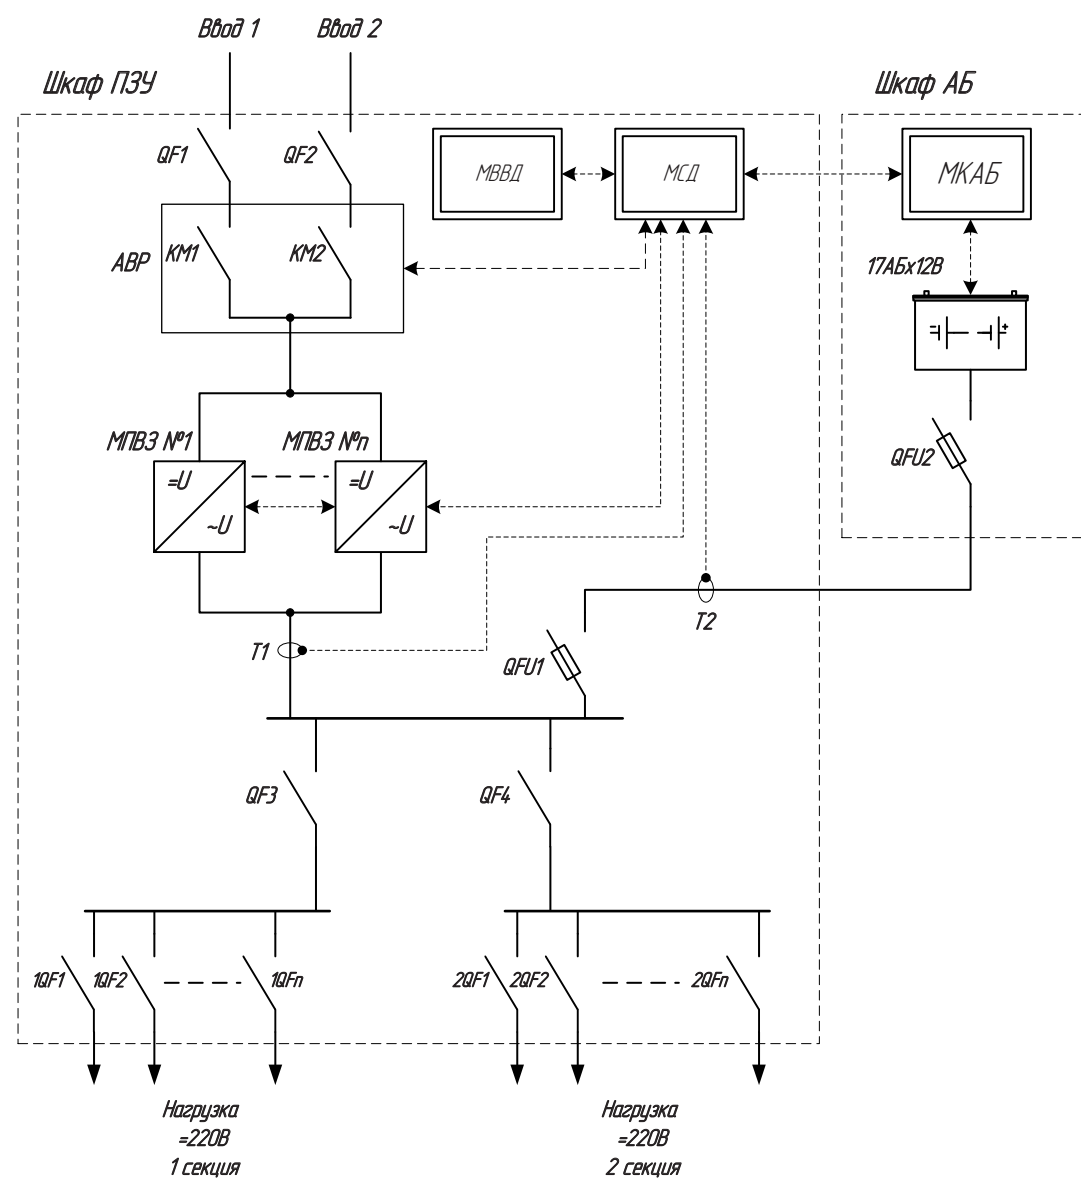 Ввод 1
Ввод 2
Шкаф ПЗУ
Шкаф АБ
QF1
QF2
МВВД
МСД
МКАБ
АВР
КМ1
КМ2
17АБх12В
- +
МПВЗ №1
МПВЗ №n
=U
~U
=U
~U
QFU2
Т1
Т2
QFU1
QF3
QF4
1QF1
1QF2
1QFn
2QF1
2QF2
2QFn
Нагрузка
=220В
1 секция
Нагрузка
=220В
2 секция